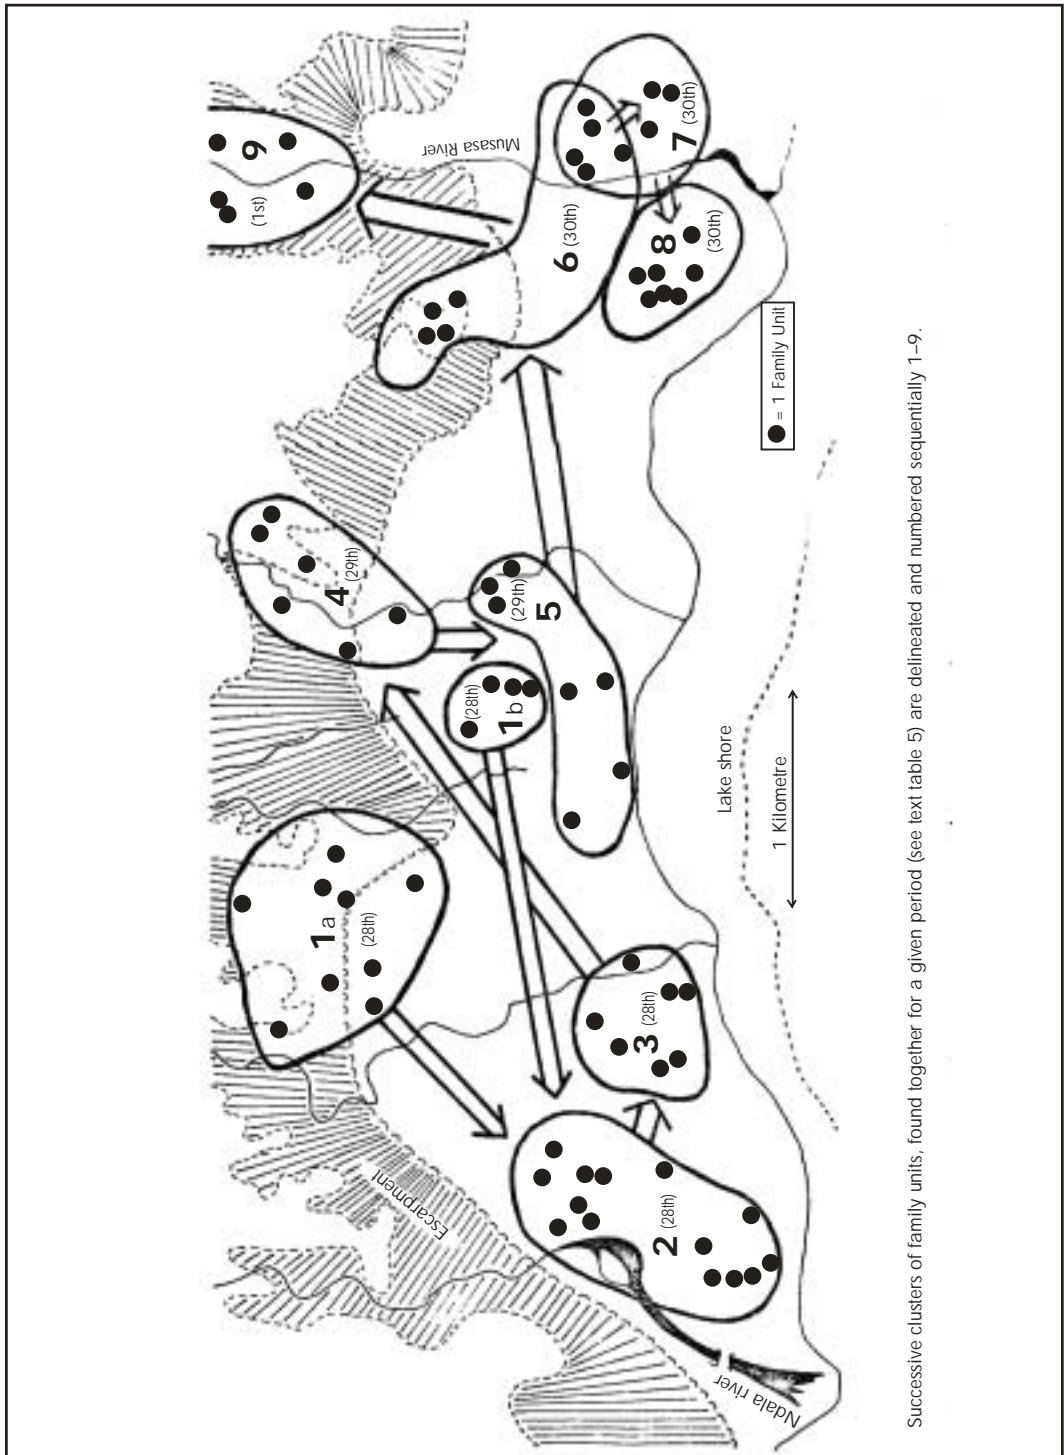 9
(1st)
Musasa River
7
(30th)
6 (30th)
8
(30th)
= 1 Family Unit
4
(29th)
(29th)
5
(28th)
1b
1a
(28th)
3
(28th)
2
(28th)
Escarpment
Ndala river
Lake shore
1 Kilometre
Successive clusters of family units, found together for a given period (see text table 5) are delineated and numbered sequentially 1–9.